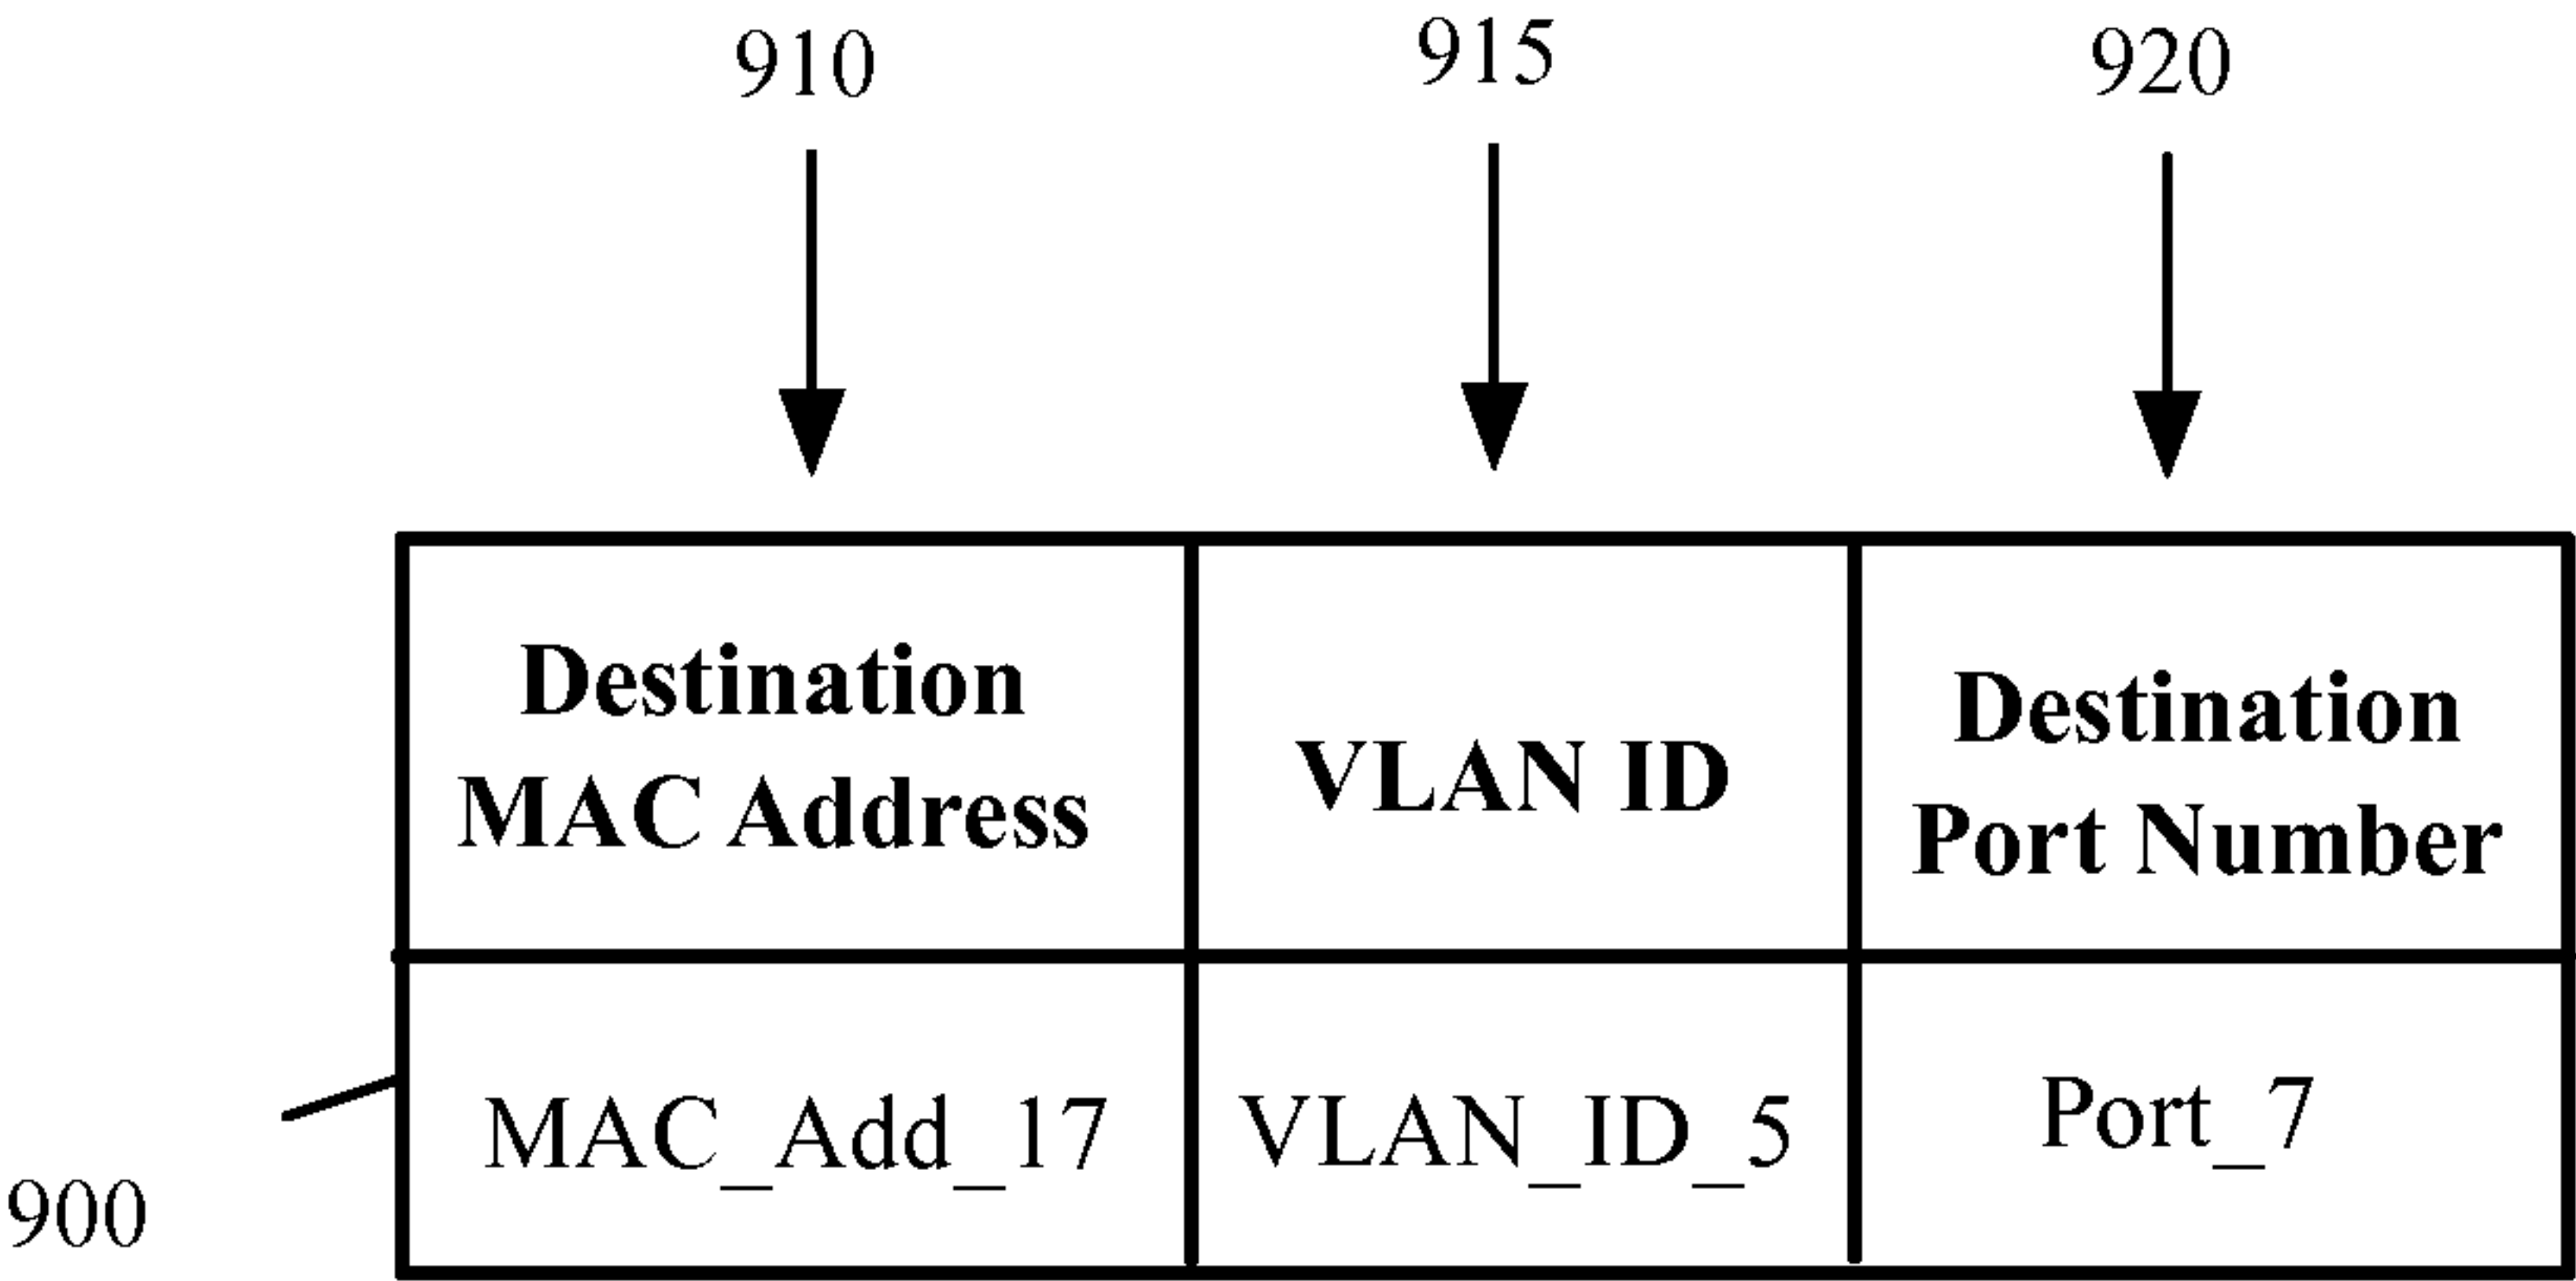 910 915 920
Destination MAC Address
VLAN ID
Destination Port Number
MAC_Add_17 VLAN_ID_5 Port_7
900